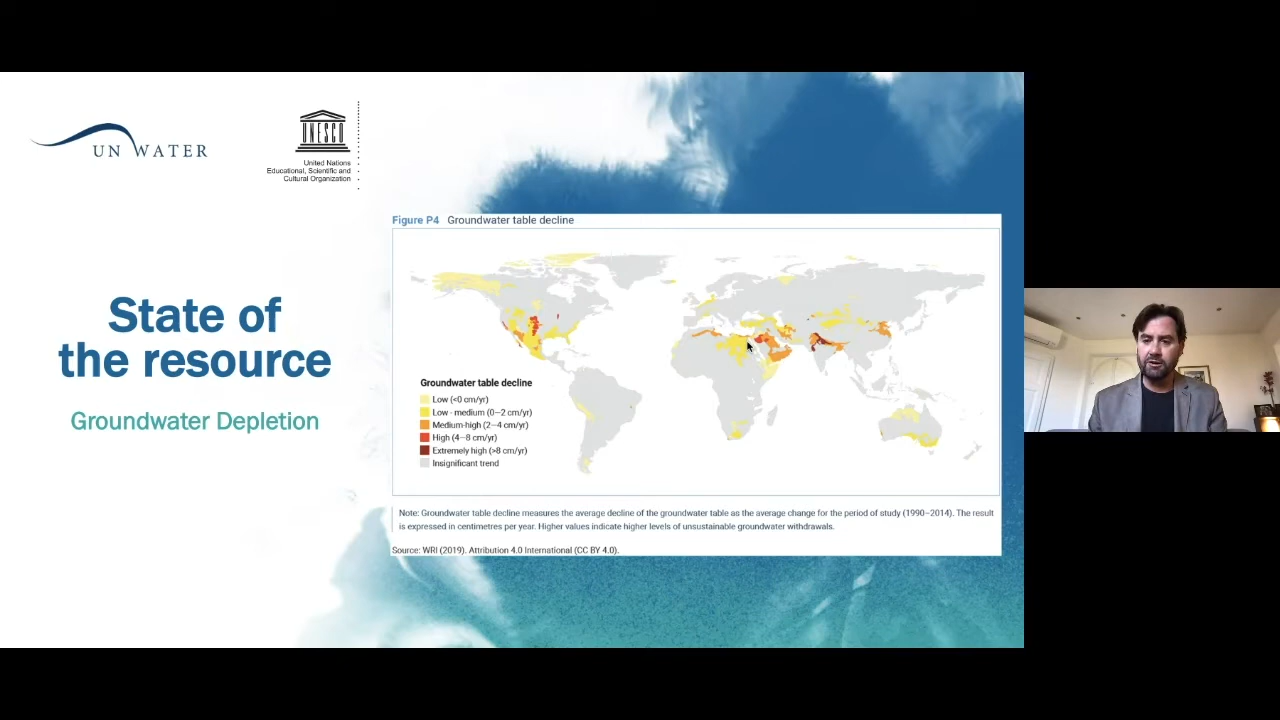 UN WATER
UNESCO
United Nations
Educational, Scientific and
Cultural Organization
State of
the resource
Groundwater Depletion
Figure P4 Groundwater table decline
Groundwater table decline
Low (<0 cm/yr)
Low - medium (0–2 cm/yr)
Medium-high (2–4 cm/yr)
High (4–8 cm/yr)
Extremely high (>8 cm/yr)
Insignificant trend
Note: Groundwater table decline measures the average decline of the groundwater table as the average change for the period of study (1990–2014). The result
is expressed in centimetres per year. Higher values indicate higher levels of unsustainable groundwater withdrawals.
Source: WRI (2019). Attribution 4.0 International (CC BY 4.0).